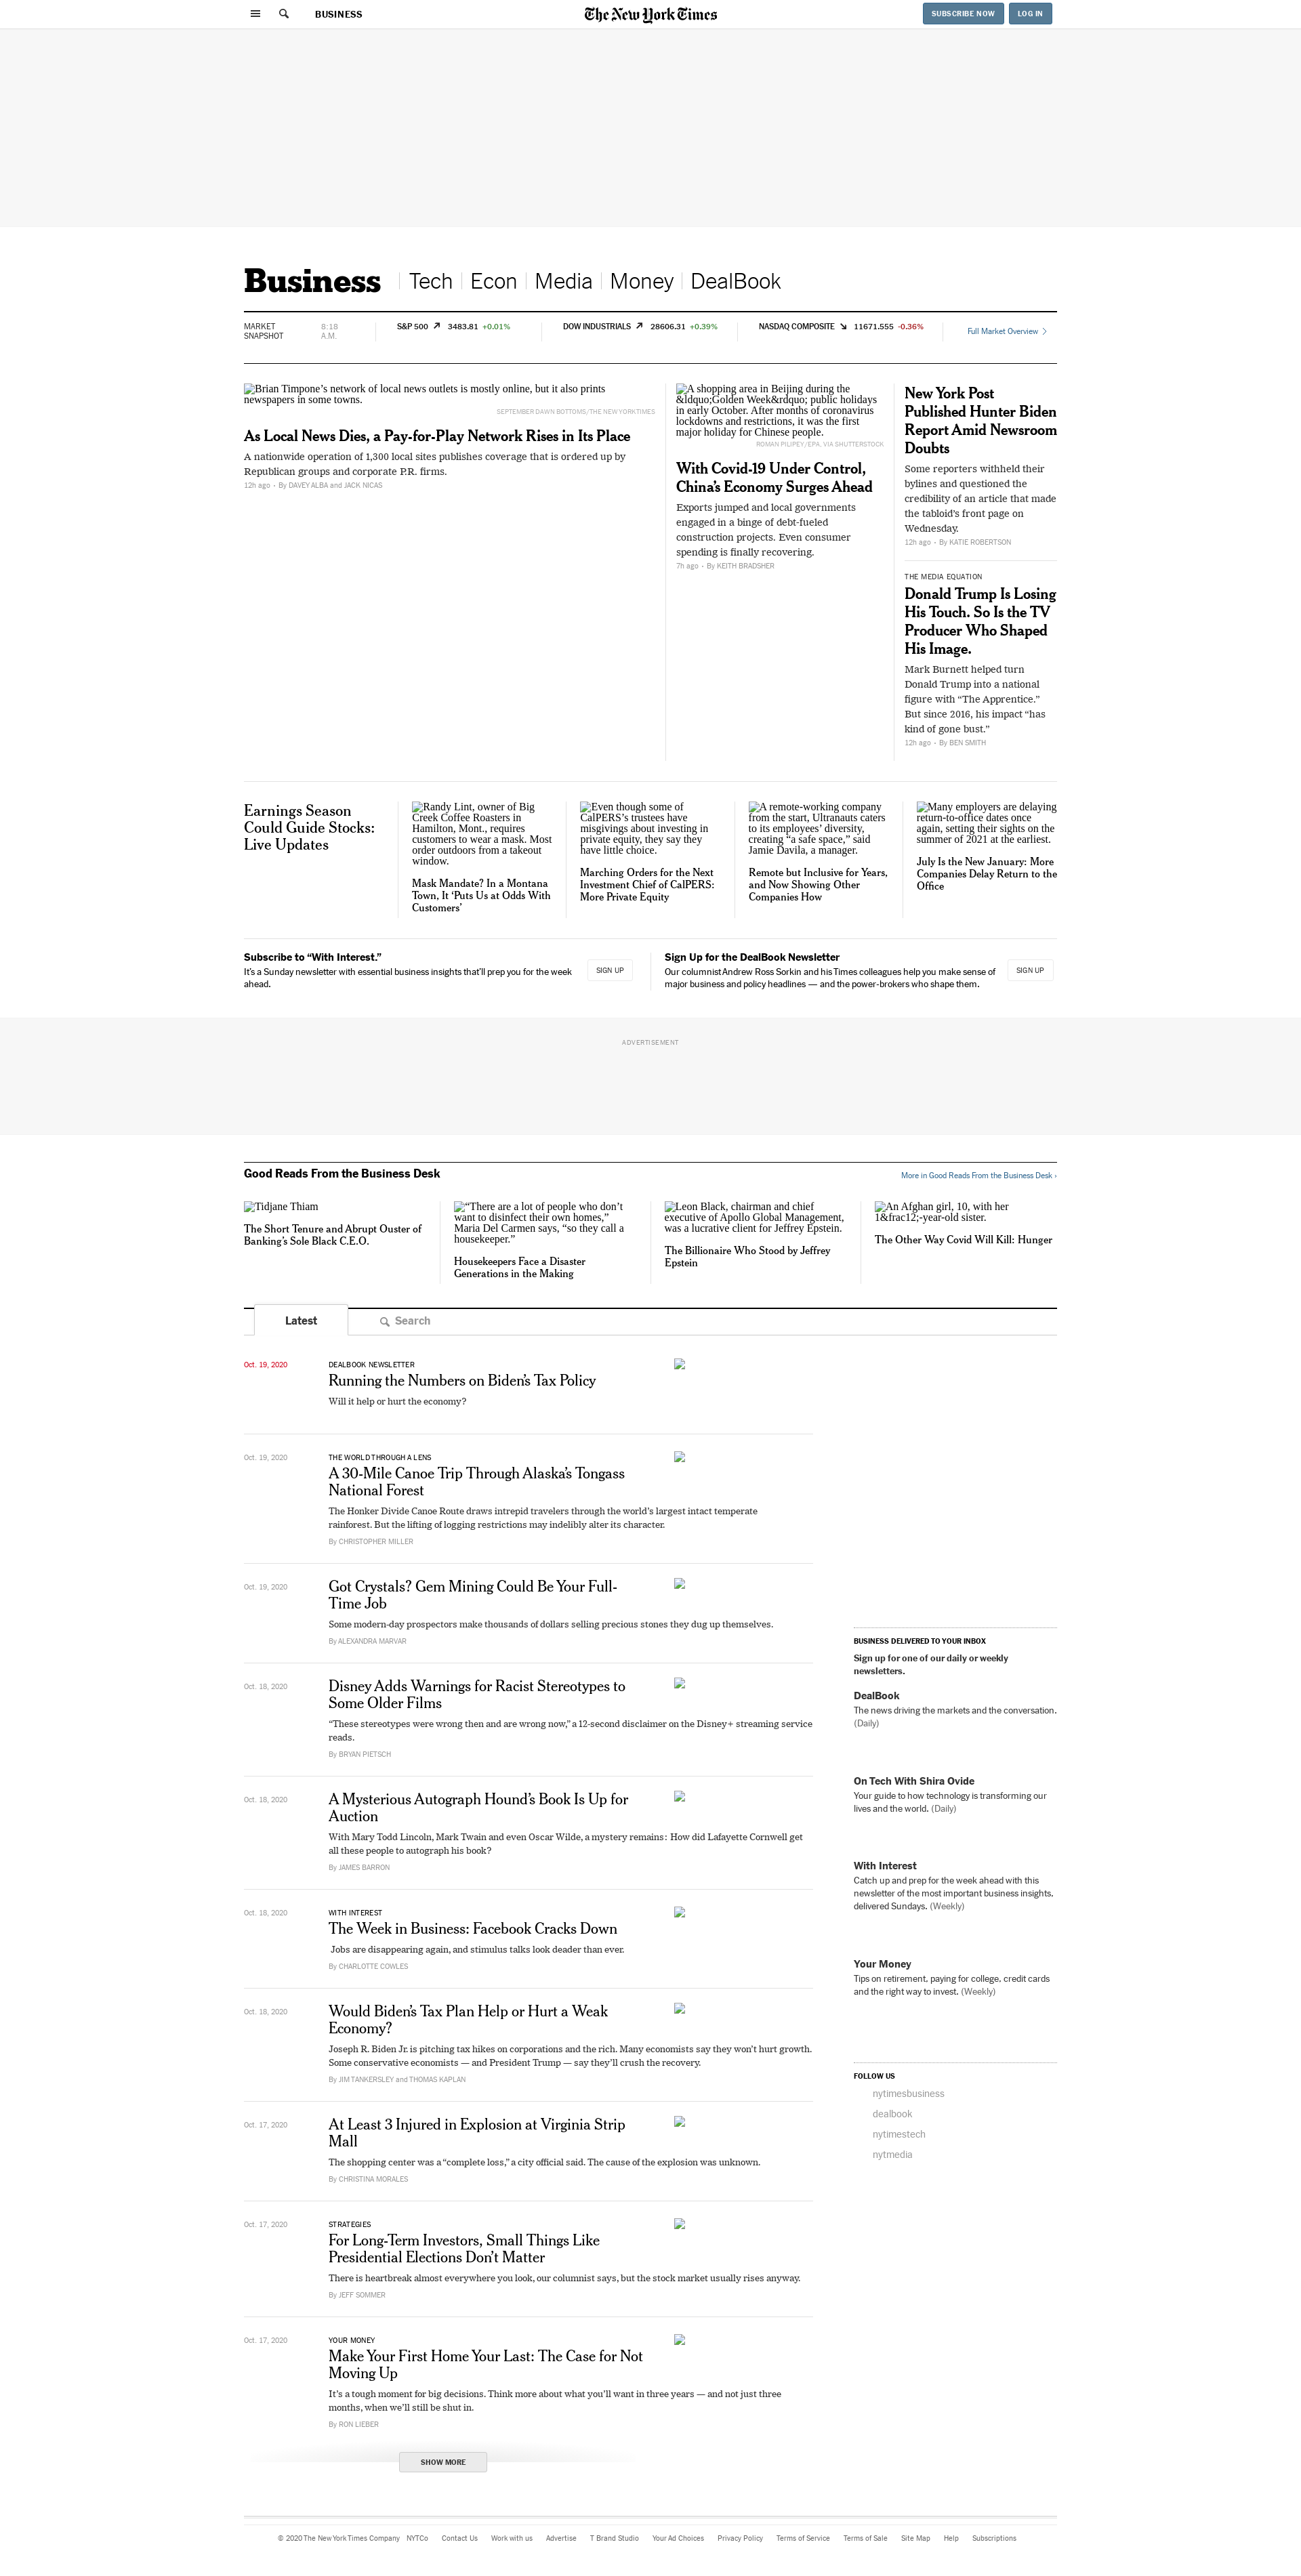 BUSINESS
The New York Times
SUBSCRIBE NOW
LOG IN
Business
Tech
Econ
Media
Money
DealBook
MARKET
SNAPSHOT
8:18
A.M.
S&P 500 3483.81 +0.01%
DOW INDUSTRIALS 28606.31 +0.39%
NASDAQ COMPOSITE 11671.555 -0.36%
Full Market Overview
Brian Timpone’s network of local news outlets is mostly online, but it also prints
newspapers in some towns.
SEPTEMBER DAWN BOTTOMS/THE NEW YORK TIMES
As Local News Dies, a Pay-for-Play Network Rises in Its Place
A nationwide operation of 1,300 local sites publishes coverage that is ordered up by
Republican groups and corporate P.R. firms.
12h ago • By DAVEY ALBA and JACK NICAS
A shopping area in Beijing during the
&ldquo;Golden Week&rdquo; public holidays
in early October. After months of coronavirus
lockdowns and restrictions, it was the first
major holiday for Chinese people.
ROMAN PILIPEY/EPA, VIA SHUTTERSTOCK
With Covid-19 Under Control,
China’s Economy Surges Ahead
Exports jumped and local governments
engaged in a binge of debt-fueled
construction projects. Even consumer
spending is finally recovering.
7h ago • By KEITH BRADSHER
New York Post
Published Hunter Biden
Report Amid Newsroom
Doubts
Some reporters withheld their
bylines and questioned the
credibility of an article that made
the tabloid’s front page on
Wednesday.
12h ago • By KATIE ROBERTSON
THE MEDIA EQUATION
Donald Trump Is Losing
His Touch. So Is the TV
Producer Who Shaped
His Image.
Mark Burnett helped turn
Donald Trump into a national
figure with “The Apprentice.”
But since 2016, his impact “has
kind of gone bust.”
12h ago • By BEN SMITH
Earnings Season
Could Guide Stocks:
Live Updates
Randy Lint, owner of Big
Creek Coffee Roasters in
Hamilton, Mont., requires
customers to wear a mask. Most
order outdoors from a takeout
window.
Mask Mandate? In a Montana
Town, It ‘Puts Us at Odds With
Customers’
Even though some of
CalPERS’s trustees have
misgivings about investing in
private equity, they say they
have little choice.
Marching Orders for the Next
Investment Chief of CalPERS:
More Private Equity
A remote-working company
from the start, Ultranauts caters
to its employees’ diversity,
creating “a safe space,” said
Jamie Davila, a manager.
Remote but Inclusive for Years,
and Now Showing Other
Companies How
Many employers are delaying
return-to-office dates once
again, setting their sights on the
summer of 2021 at the earliest.
July Is the New January: More
Companies Delay Return to the
Office
Subscribe to “With Interest.”
It’s a Sunday newsletter with essential business insights that’ll prep you for the week
ahead.
SIGN UP
Sign Up for the DealBook Newsletter
Our columnist Andrew Ross Sorkin and his Times colleagues help you make sense of
major business and policy headlines — and the power-brokers who shape them.
SIGN UP
ADVERTISEMENT
Good Reads From the Business Desk
More in Good Reads From the Business Desk ›
Tidjane Thiam
The Short Tenure and Abrupt Ouster of
Banking’s Sole Black C.E.O.
“There are a lot of people who don’t
want to disinfect their own homes,”
Maria Del Carmen says, “so they call a
housekeeper.”
Housekeepers Face a Disaster
Generations in the Making
Leon Black, chairman and chief
executive of Apollo Global Management,
was a lucrative client for Jeffrey Epstein.
The Billionaire Who Stood by Jeffrey
Epstein
An Afghan girl, 10, with her
1&frac12;-year-old sister.
The Other Way Covid Will Kill: Hunger
Latest
Search
Oct. 19, 2020
DEALBOOK NEWSLETTER
Running the Numbers on Biden’s Tax Policy
Will it help or hurt the economy?
Oct. 19, 2020
THE WORLD THROUGH A LENS
A 30-Mile Canoe Trip Through Alaska’s Tongass
National Forest
The Honker Divide Canoe Route draws intrepid travelers through the world’s largest intact temperate
rainforest. But the lifting of logging restrictions may indelibly alter its character.
By CHRISTOPHER MILLER
Oct. 19, 2020
Got Crystals? Gem Mining Could Be Your Full-
Time Job
Some modern-day prospectors make thousands of dollars selling precious stones they dug up themselves.
By ALEXANDRA MARVAR
Oct. 18, 2020
Disney Adds Warnings for Racist Stereotypes to
Some Older Films
“These stereotypes were wrong then and are wrong now,” a 12-second disclaimer on the Disney+ streaming service
reads.
By BRYAN PIETSCH
Oct. 18, 2020
A Mysterious Autograph Hound’s Book Is Up for
Auction
With Mary Todd Lincoln, Mark Twain and even Oscar Wilde, a mystery remains: How did Lafayette Cornwell get
all these people to autograph his book?
By JAMES BARRON
Oct. 18, 2020
WITH INTEREST
The Week in Business: Facebook Cracks Down
Jobs are disappearing again, and stimulus talks look deader than ever.
By CHARLOTTE COWLES
Oct. 18, 2020
Would Biden’s Tax Plan Help or Hurt a Weak
Economy?
Joseph R. Biden Jr. is pitching tax hikes on corporations and the rich. Many economists say they won’t hurt growth.
Some conservative economists — and President Trump — say they’ll crush the recovery.
By JIM TANKERSLEY and THOMAS KAPLAN
Oct. 17, 2020
At Least 3 Injured in Explosion at Virginia Strip
Mall
The shopping center was a “complete loss,” a city official said. The cause of the explosion was unknown.
By CHRISTINA MORALES
Oct. 17, 2020
STRATEGIES
For Long-Term Investors, Small Things Like
Presidential Elections Don’t Matter
There is heartbreak almost everywhere you look, our columnist says, but the stock market usually rises anyway.
By JEFF SOMMER
Oct. 17, 2020
YOUR MONEY
Make Your First Home Your Last: The Case for Not
Moving Up
It’s a tough moment for big decisions. Think more about what you’ll want in three years — and not just three
months, when we’ll still be shut in.
By RON LIEBER
SHOW MORE
BUSINESS DELIVERED TO YOUR INBOX
Sign up for one of our daily or weekly
newsletters.
DealBook
The news driving the markets and the conversation.
(Daily)
On Tech With Shira Ovide
Your guide to how technology is transforming our
lives and the world. (Daily)
With Interest
Catch up and prep for the week ahead with this
newsletter of the most important business insights,
delivered Sundays. (Weekly)
Your Money
Tips on retirement, paying for college, credit cards
and the right way to invest. (Weekly)
FOLLOW US
nytimesbusiness
dealbook
nytimestech
nytmedia
© 2020 The New York Times Company NYTCo Contact Us Work with us Advertise T Brand Studio Your Ad Choices Privacy Policy Terms of Service Terms of Sale Site Map Help Subscriptions